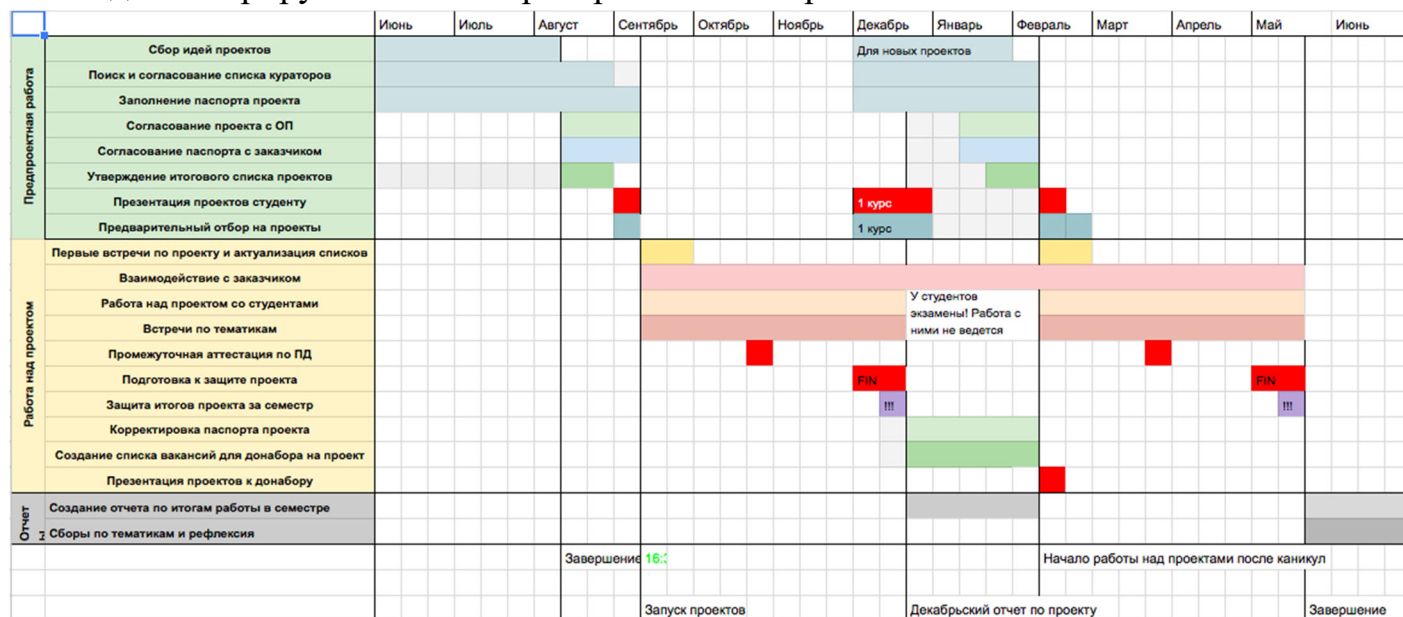 Июнь Июль Август Сентябрь Октябрь Ноябрь Декабрь Январь Февраль Март Апрель Май Июнь
Предпроектная работа
Сбор идей проектов Для новых проектов
Поиск и согласование списка кураторов
Заполнение паспорта проекта
Согласование проекта с ОП
Согласование паспорта с заказчиком
Утверждение итогового списка проектов
Презентация проектов студенту 1 курс
Предварительный отбор на проекты 1 курс
Работа над проектом
Первые встречи по проекту и актуализация списков
Взаимодействие с заказчиком
Работа над проектом со студентами
У студентов
экзамены! Работа с
ними не ведется
Встречи по тематикам
Промежуточная аттестация по ПД
Подготовка к защите проекта FIN FIN
Защита итогов проекта за семестр !!! !!!
Корректировка паспорта проекта
Создание списка вакансий для донабора на проект
Презентация проектов к донабору
Отчет
Создание отчета по итогам работы в семестре
Сборы по тематикам и рефлексия
Завершение 16: Начало работы над проектами после каникул
Запуск проектов Декабрьский отчет по проекту Завершение